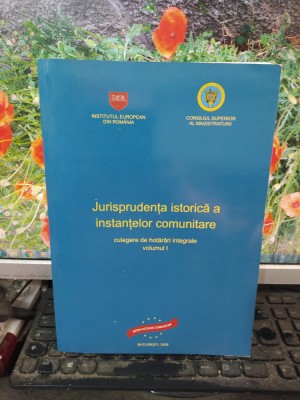 INSTITUTUL EUROPEAN
DIN ROMÂNIA
CONSILIUL SUPERIOR
AL MAGISTRATURII
Jurisprudența istorică a
instanțelor comunitare
culegere de hotărâri integrale
volumul I
BUCUREȘTI, 2008